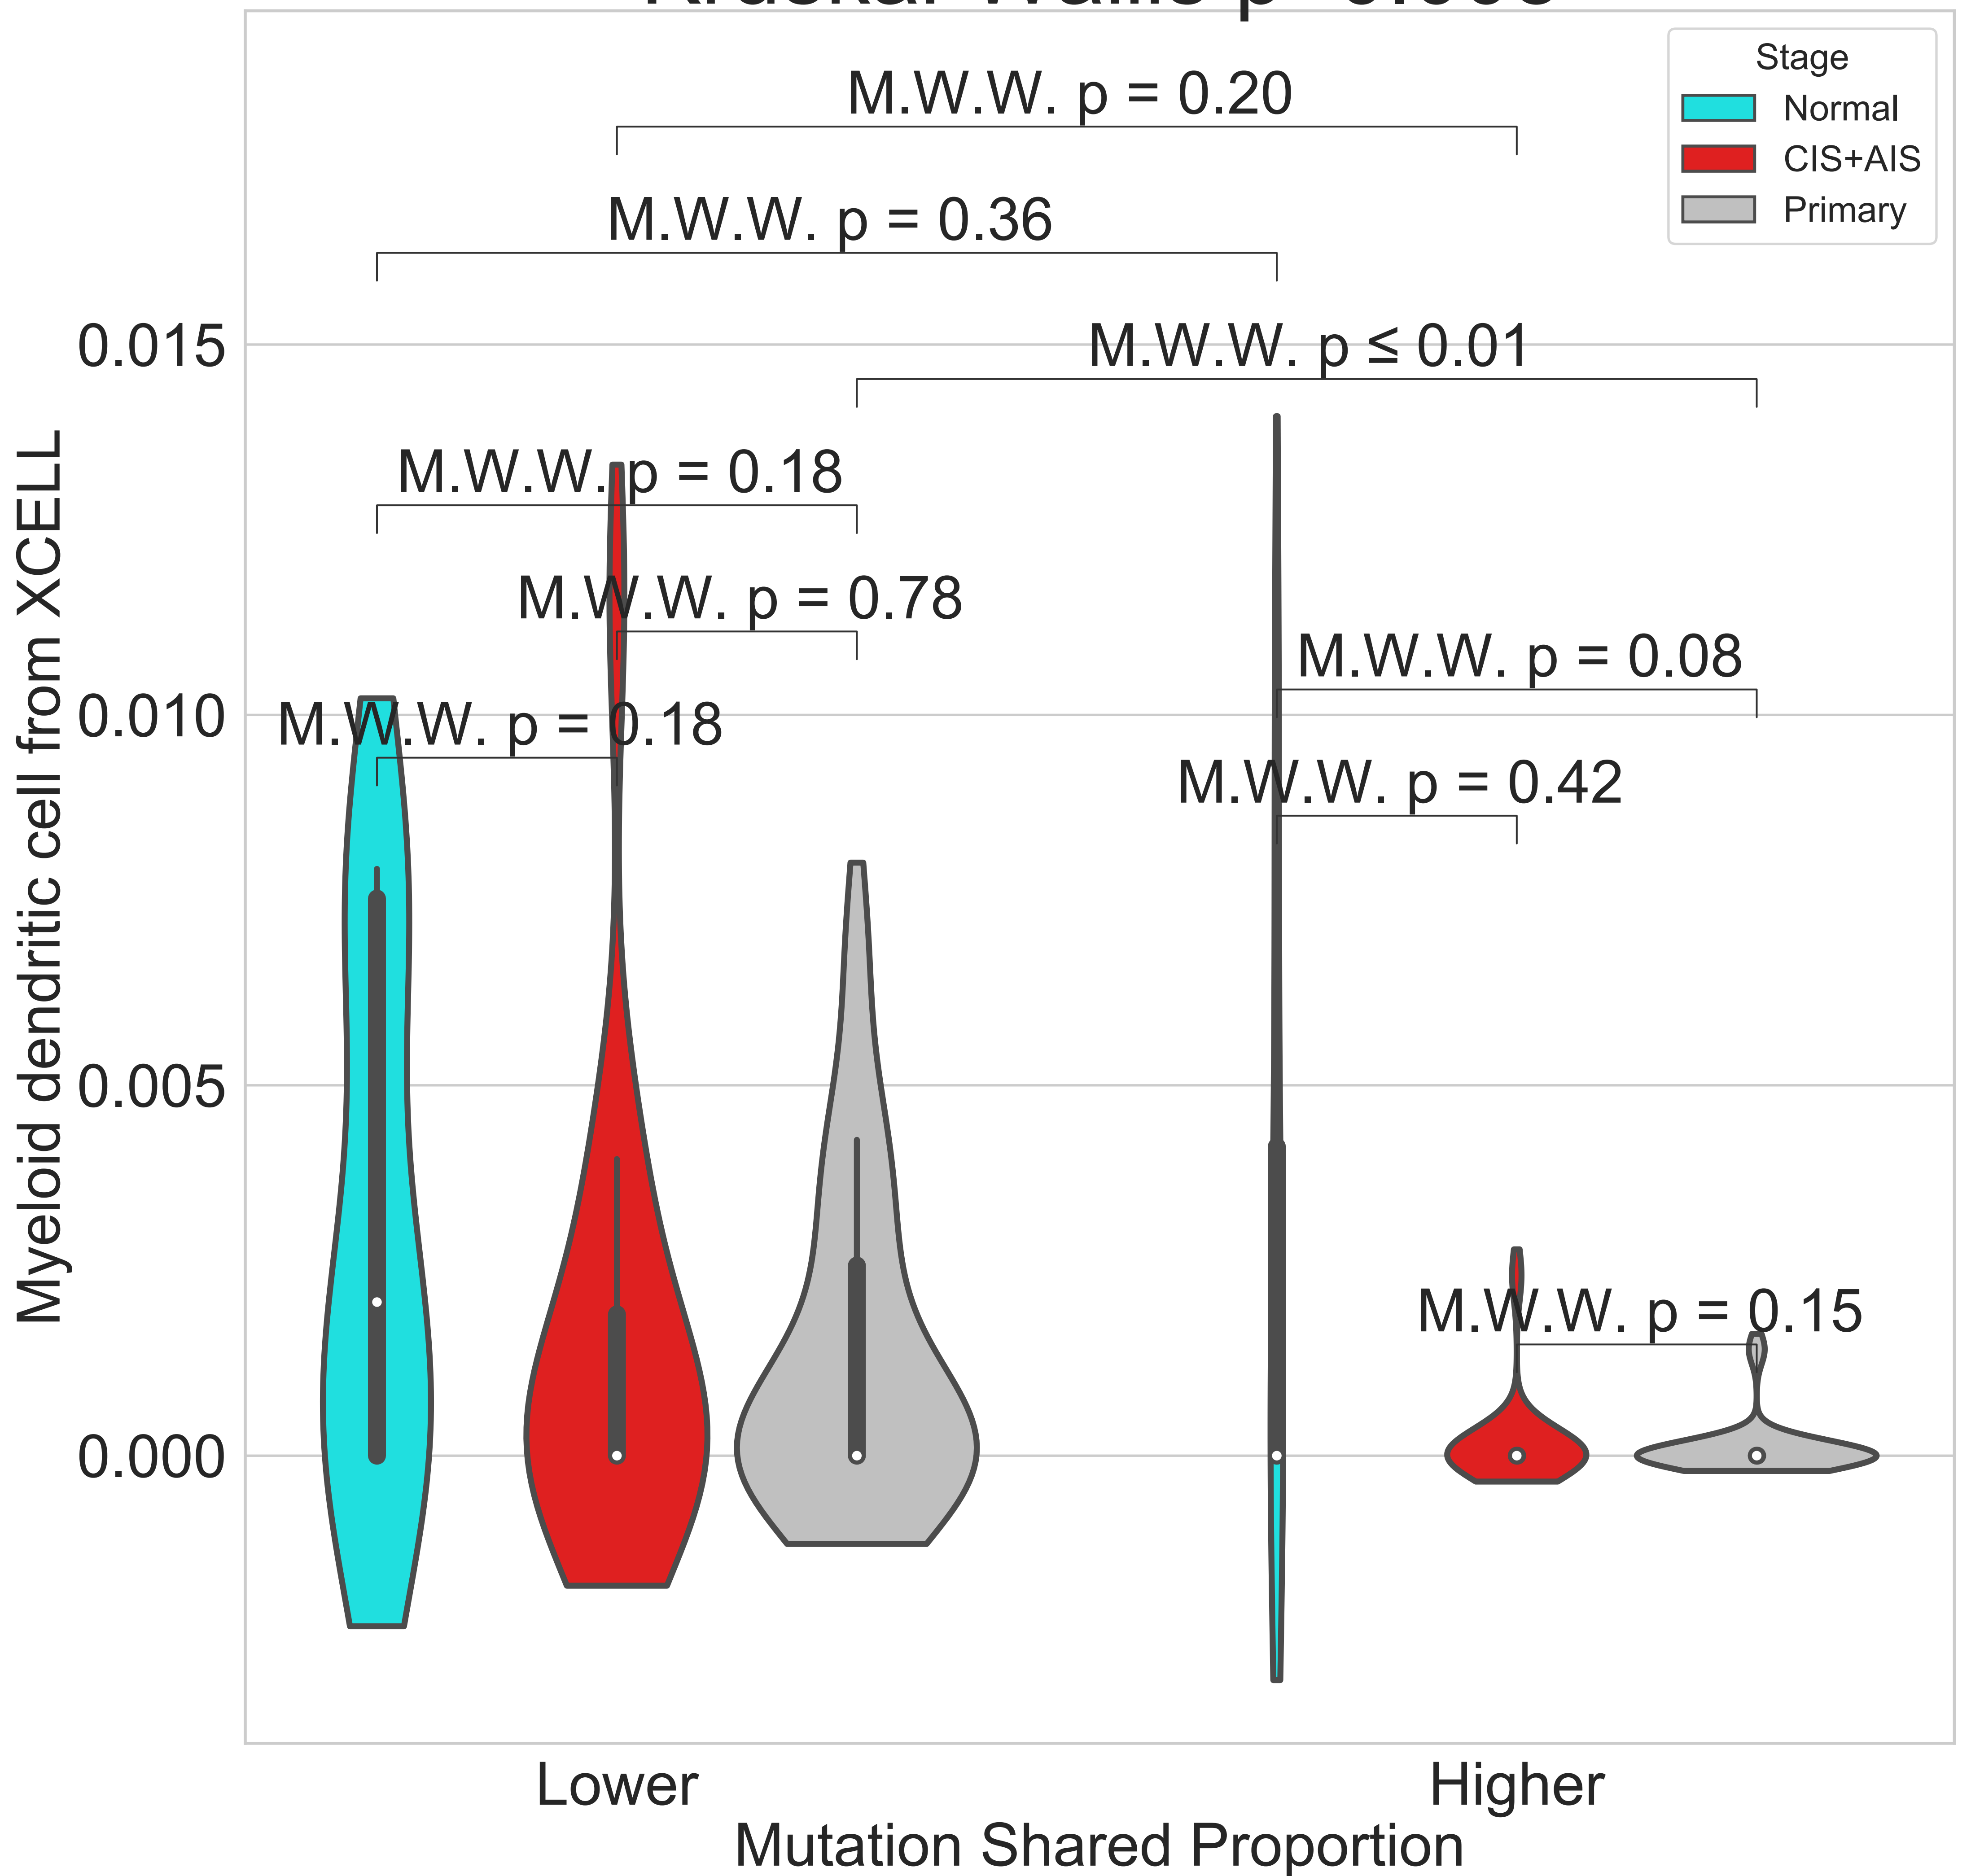 Stage
Normal
CIS+AIS
Primary
M.W.W. p = 0.20
M.W.W. p = 0.36
M.W.W. p ≤ 0.01
M.W.W. p = 0.18
M.W.W. p = 0.78
M.W.W. p = 0.18
M.W.W. p = 0.08
M.W.W. p = 0.42
M.W.W. p = 0.15
0.015
0.010
0.005
0.000
Myeloid dendritic cell from XCELL
Lower
Higher
Mutation Shared Proportion